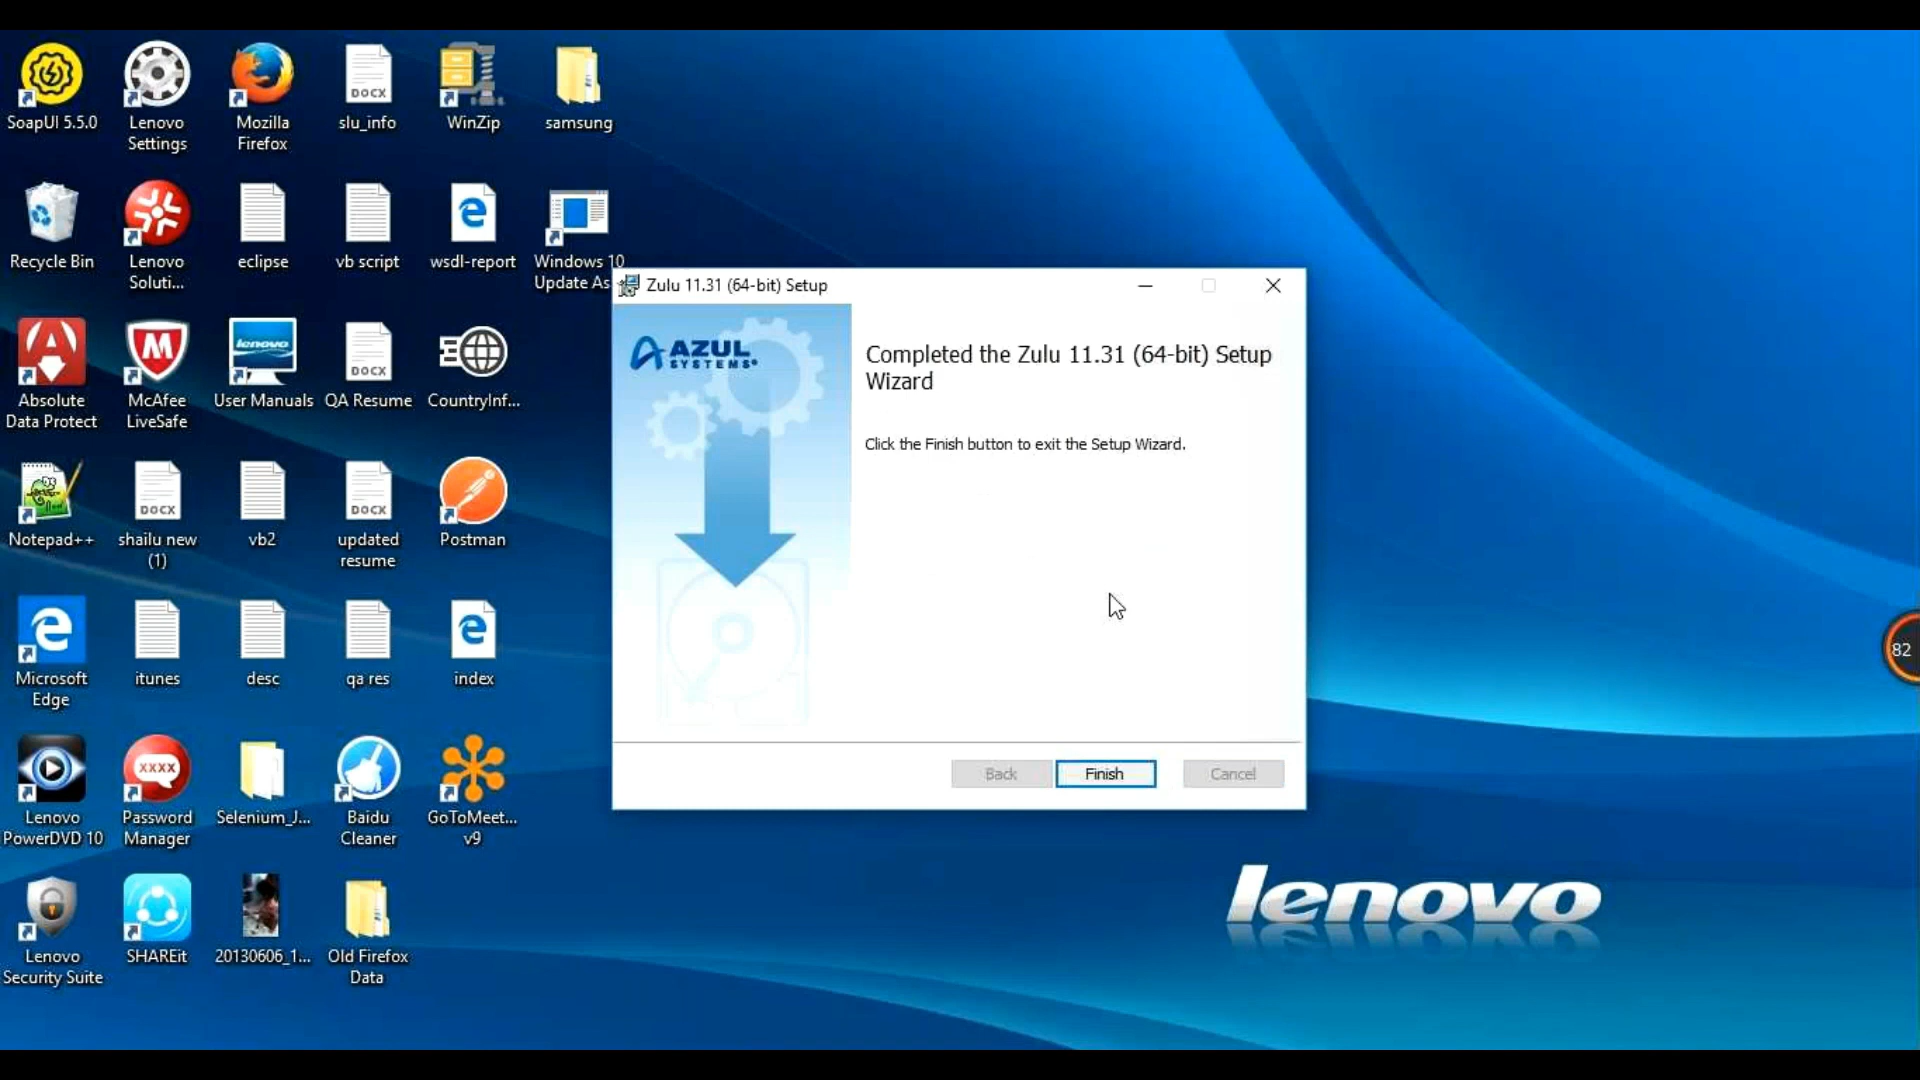 SoapUI 5.5.0
Lenovo
Settings
Mozilla
Firefox
DOCX
slu_info
WinZip
samsung
Recycle Bin
Lenovo
Soluti...
eclipse
vb script
wsdl-report
Windows 10
Update As
Zulu 11.31 (64-bit) Setup
AZUL
SYSTEMS
Completed the Zulu 11.31 (64-bit) Setup
Wizard
Click the Finish button to exit the Setup Wizard.
Back
Finish
Cancel
Absolute
Data Protect
McAfee
LiveSafe
lenovo
User Manuals
DOCX
QA Resume
CountryInf...
Notepad++
DOCX
shailu new
(1)
vb2
DOCX
updated
resume
Postman
Microsoft
Edge
itunes
desc
qa res
index
82
Lenovo
PowerDVD 10
XXXX
Password
Manager
Selenium_J...
Baidu
Cleaner
GoToMeet...
v9
Lenovo
Security Suite
SHAREit
20130606_1...
Old Firefox
Data
lenovo